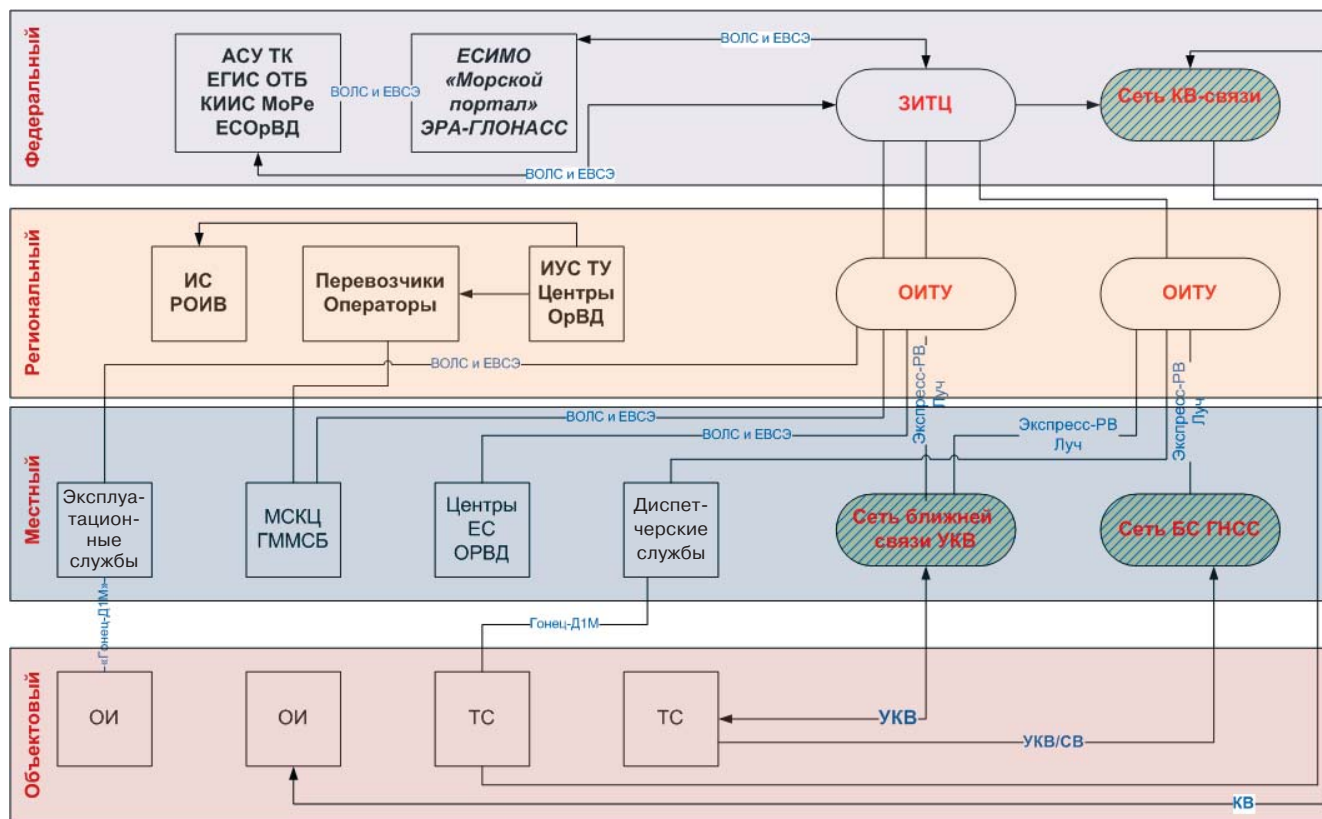 Федеральный
АСУ ТК
ЕГИС ОТБ
КИИС МоРе
ЕСОрВД
ВОЛС и ЕВСЭ
ЕСИМО
«Морской
портал»
ЭРА-ГЛОНАСС
ВОЛС и ЕВСЭ
ЗИТЦ
Сеть КВ-связи
ВОЛС и ЕВСЭ
Региональный
ИС
РОИВ
Перевозчики
Операторы
ИУС ТУ
Центры
ОрВД
ОИТУ
ОИТУ
ВОЛС и ЕВСЭ
Экспресс-РВ
Луч
Экспресс-РВ
Луч
Местный
ВОЛС и ЕВСЭ
ВОЛС и ЕВСЭ
Экспресс-РВ
Луч
Эксплуа-
тацион-
ные
службы
МСКЦ
ГММСБ
Центры
ЕС
ОРВД
Диспет-
черские
службы
Сеть ближней
связи УКВ
Сеть БС ГНСС
«Гонец-Д1М»
Гонец-Д1М
Объектовый
ОИ
ОИ
ТС
ТС
УКВ
УКВ/СВ
КВ